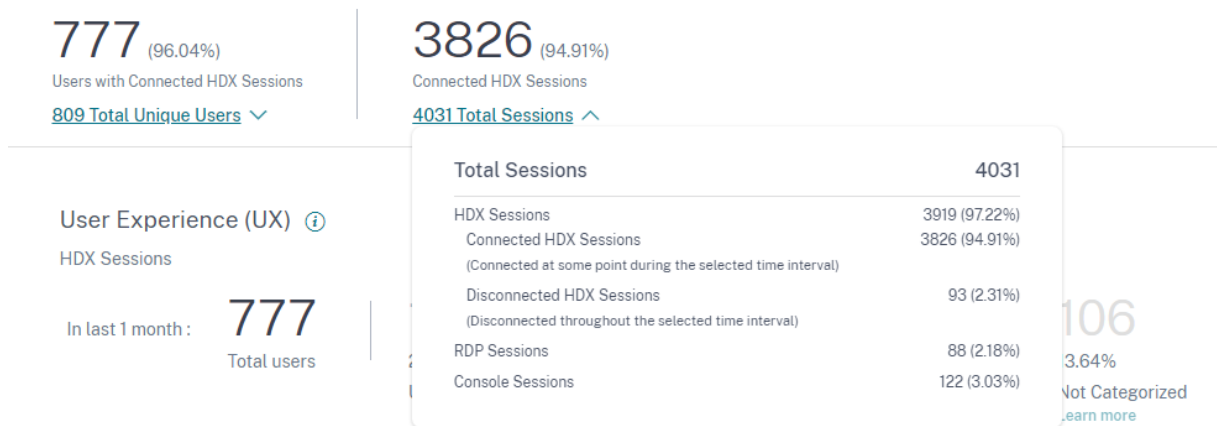 777 (96.04%)
Users with Connected HDX Sessions
809 Total Unique Users
3826 (94.91%)
Connected HDX Sessions
4031 Total Sessions
Total Sessions 4031
HDX Sessions 3919 (97.22%)
Connected HDX Sessions 3826 (94.91%)
(Connected at some point during the selected time interval)
Disconnected HDX Sessions 93 (2.31%)
(Disconnected throughout the selected time interval)
RDP Sessions 88 (2.18%)
Console Sessions 122 (3.03%)
User Experience (UX)
HDX Sessions
In last 1 month :
777
Total users
106
3.64%
Not Categorized
earn more